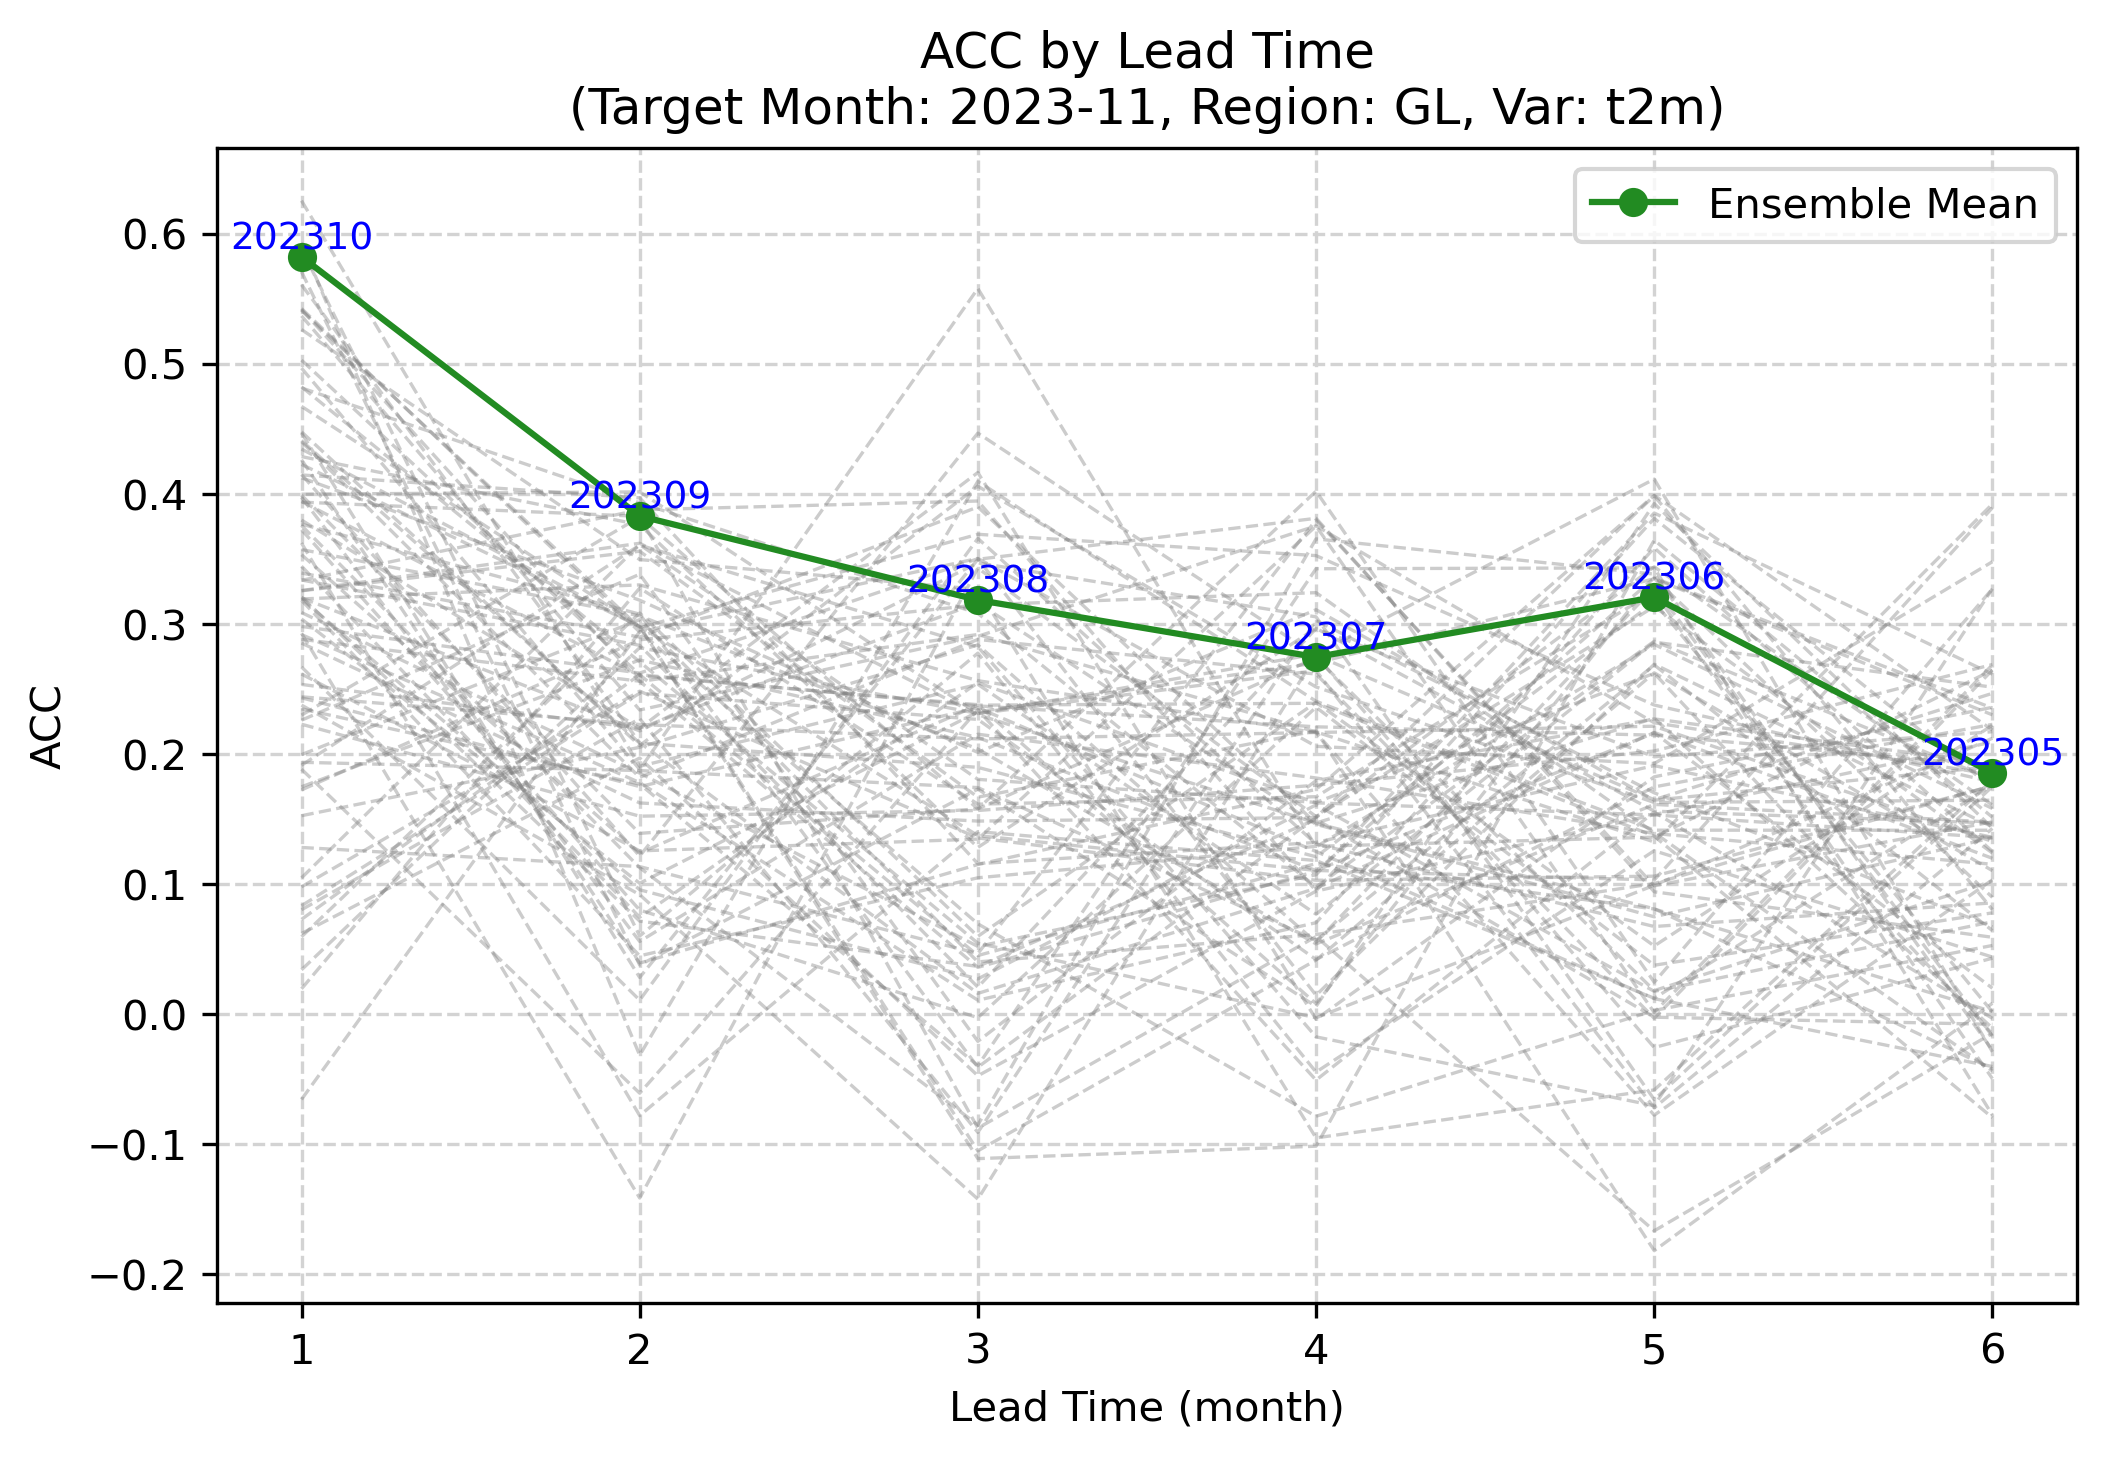 ACC by Lead Time
(Target Month: 2023-11, Region: GL, Var: t2m)
Ensemble Mean
202310
202309
202308
202307
202306
202305
ACC
0.6
0.5
0.4
0.3
0.2
0.1
0.0
−0.1
−0.2
1 2 3 4 5 6
Lead Time (month)